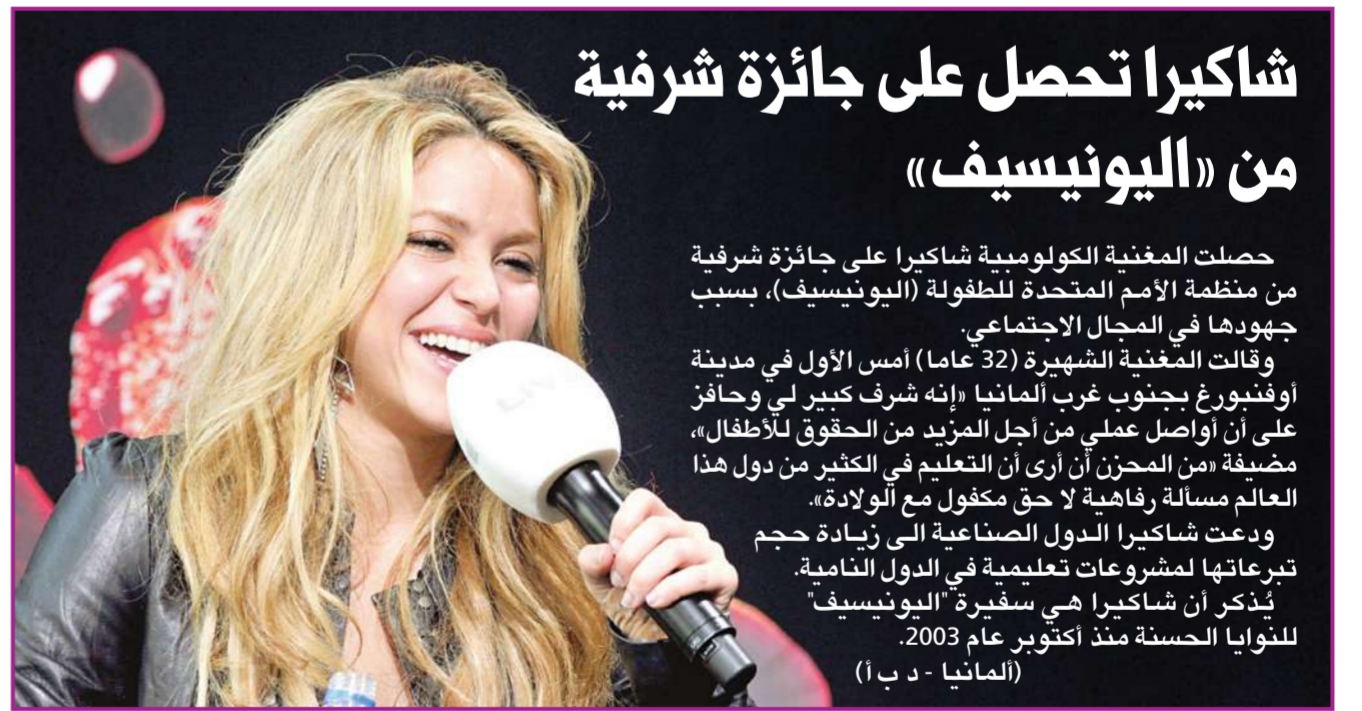 شاكيرا تحصل على جائزة شرفية
من «اليونيسيف»
حصلت المغنية الكولومبية شاكيرا على جائزة شرفية
من منظمة الأمم المتحدة للطفولة (اليونيسيف)، بسبب
جهودها في المجال الاجتماعي.
وقالت المغنية الشهيرة (32 عاما) أمس الأول في مدينة
أوفنبورغ بجنوب غرب ألمانيا «إنه شرف كبير لي وحافز
على أن أواصل عملي من أجل المزيد من الحقوق للأطفال»،
مضيفة «من المحزن أن أرى أن التعليم في الكثير من دول هذا
العالم مسألة رفاهية لا حق مكفول مع الولادة».
ودعت شاكيرا الدول الصناعية الى زيادة حجم
تبرعاتها لمشروعات تعليمية في الدول النامية.
يُذكر أن شاكيرا هي سفيرة "اليونيسيف"
للنوايا الحسنة منذ أكتوبر عام 2003.
(ألمانيا - د ب أ)
LIVE